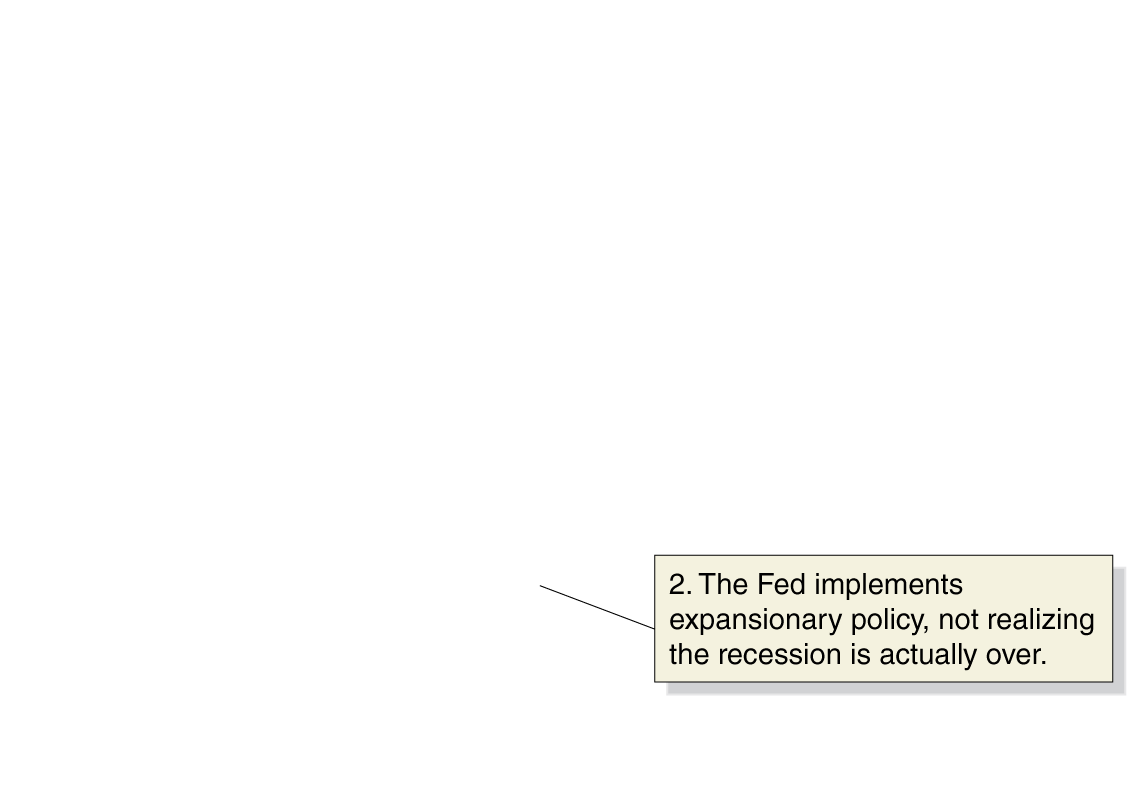 2. The Fed implements
expansionary policy, not realizing
the recession is actually over.